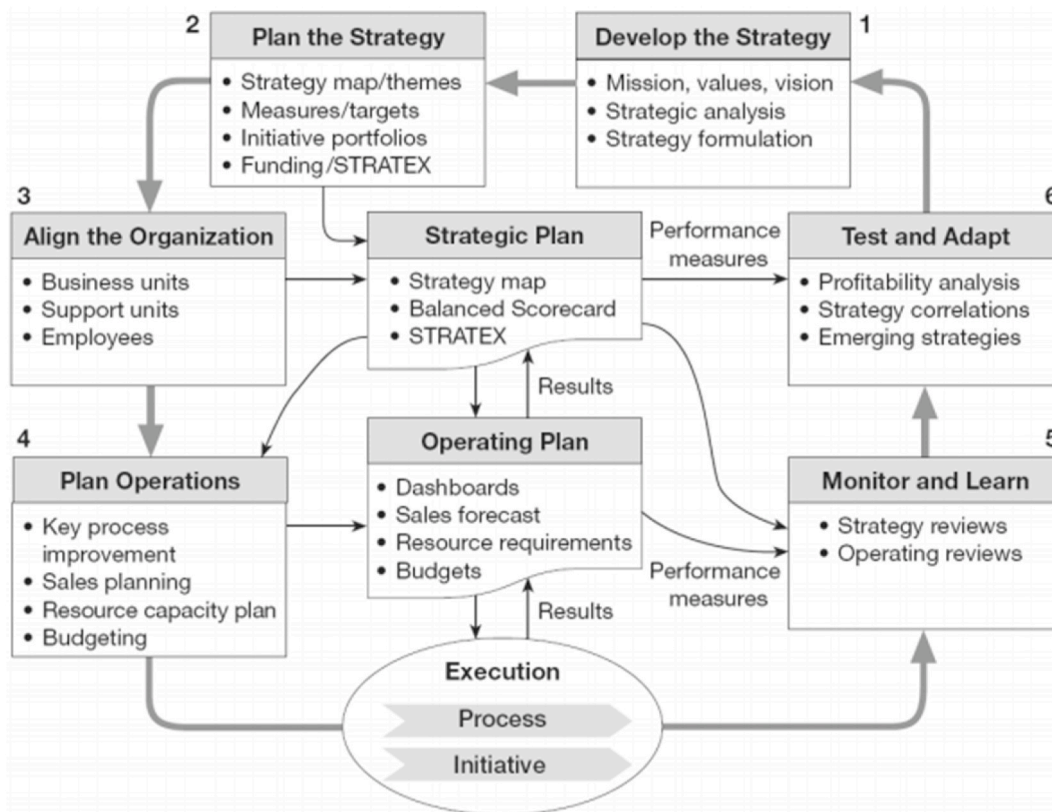 2
Plan the Strategy
• Strategy map/themes
• Measures/targets
• Initiative portfolios
• Funding/STRATEX
Develop the Strategy
1
• Mission, values, vision
• Strategic analysis
• Strategy formulation
3
Align the Organization
• Business units
• Support units
• Employees
Strategic Plan
• Strategy map
• Balanced Scorecard
• STRATEX
Performance
measures
6
Test and Adapt
• Profitability analysis
• Strategy correlations
• Emerging strategies
Results
4
Plan Operations
• Key process
improvement
• Sales planning
• Resource capacity plan
• Budgeting
Operating Plan
• Dashboards
• Sales forecast
• Resource requirements
• Budgets
Performance
measures
5
Monitor and Learn
• Strategy reviews
• Operating reviews
Results
Execution
Process
Initiative